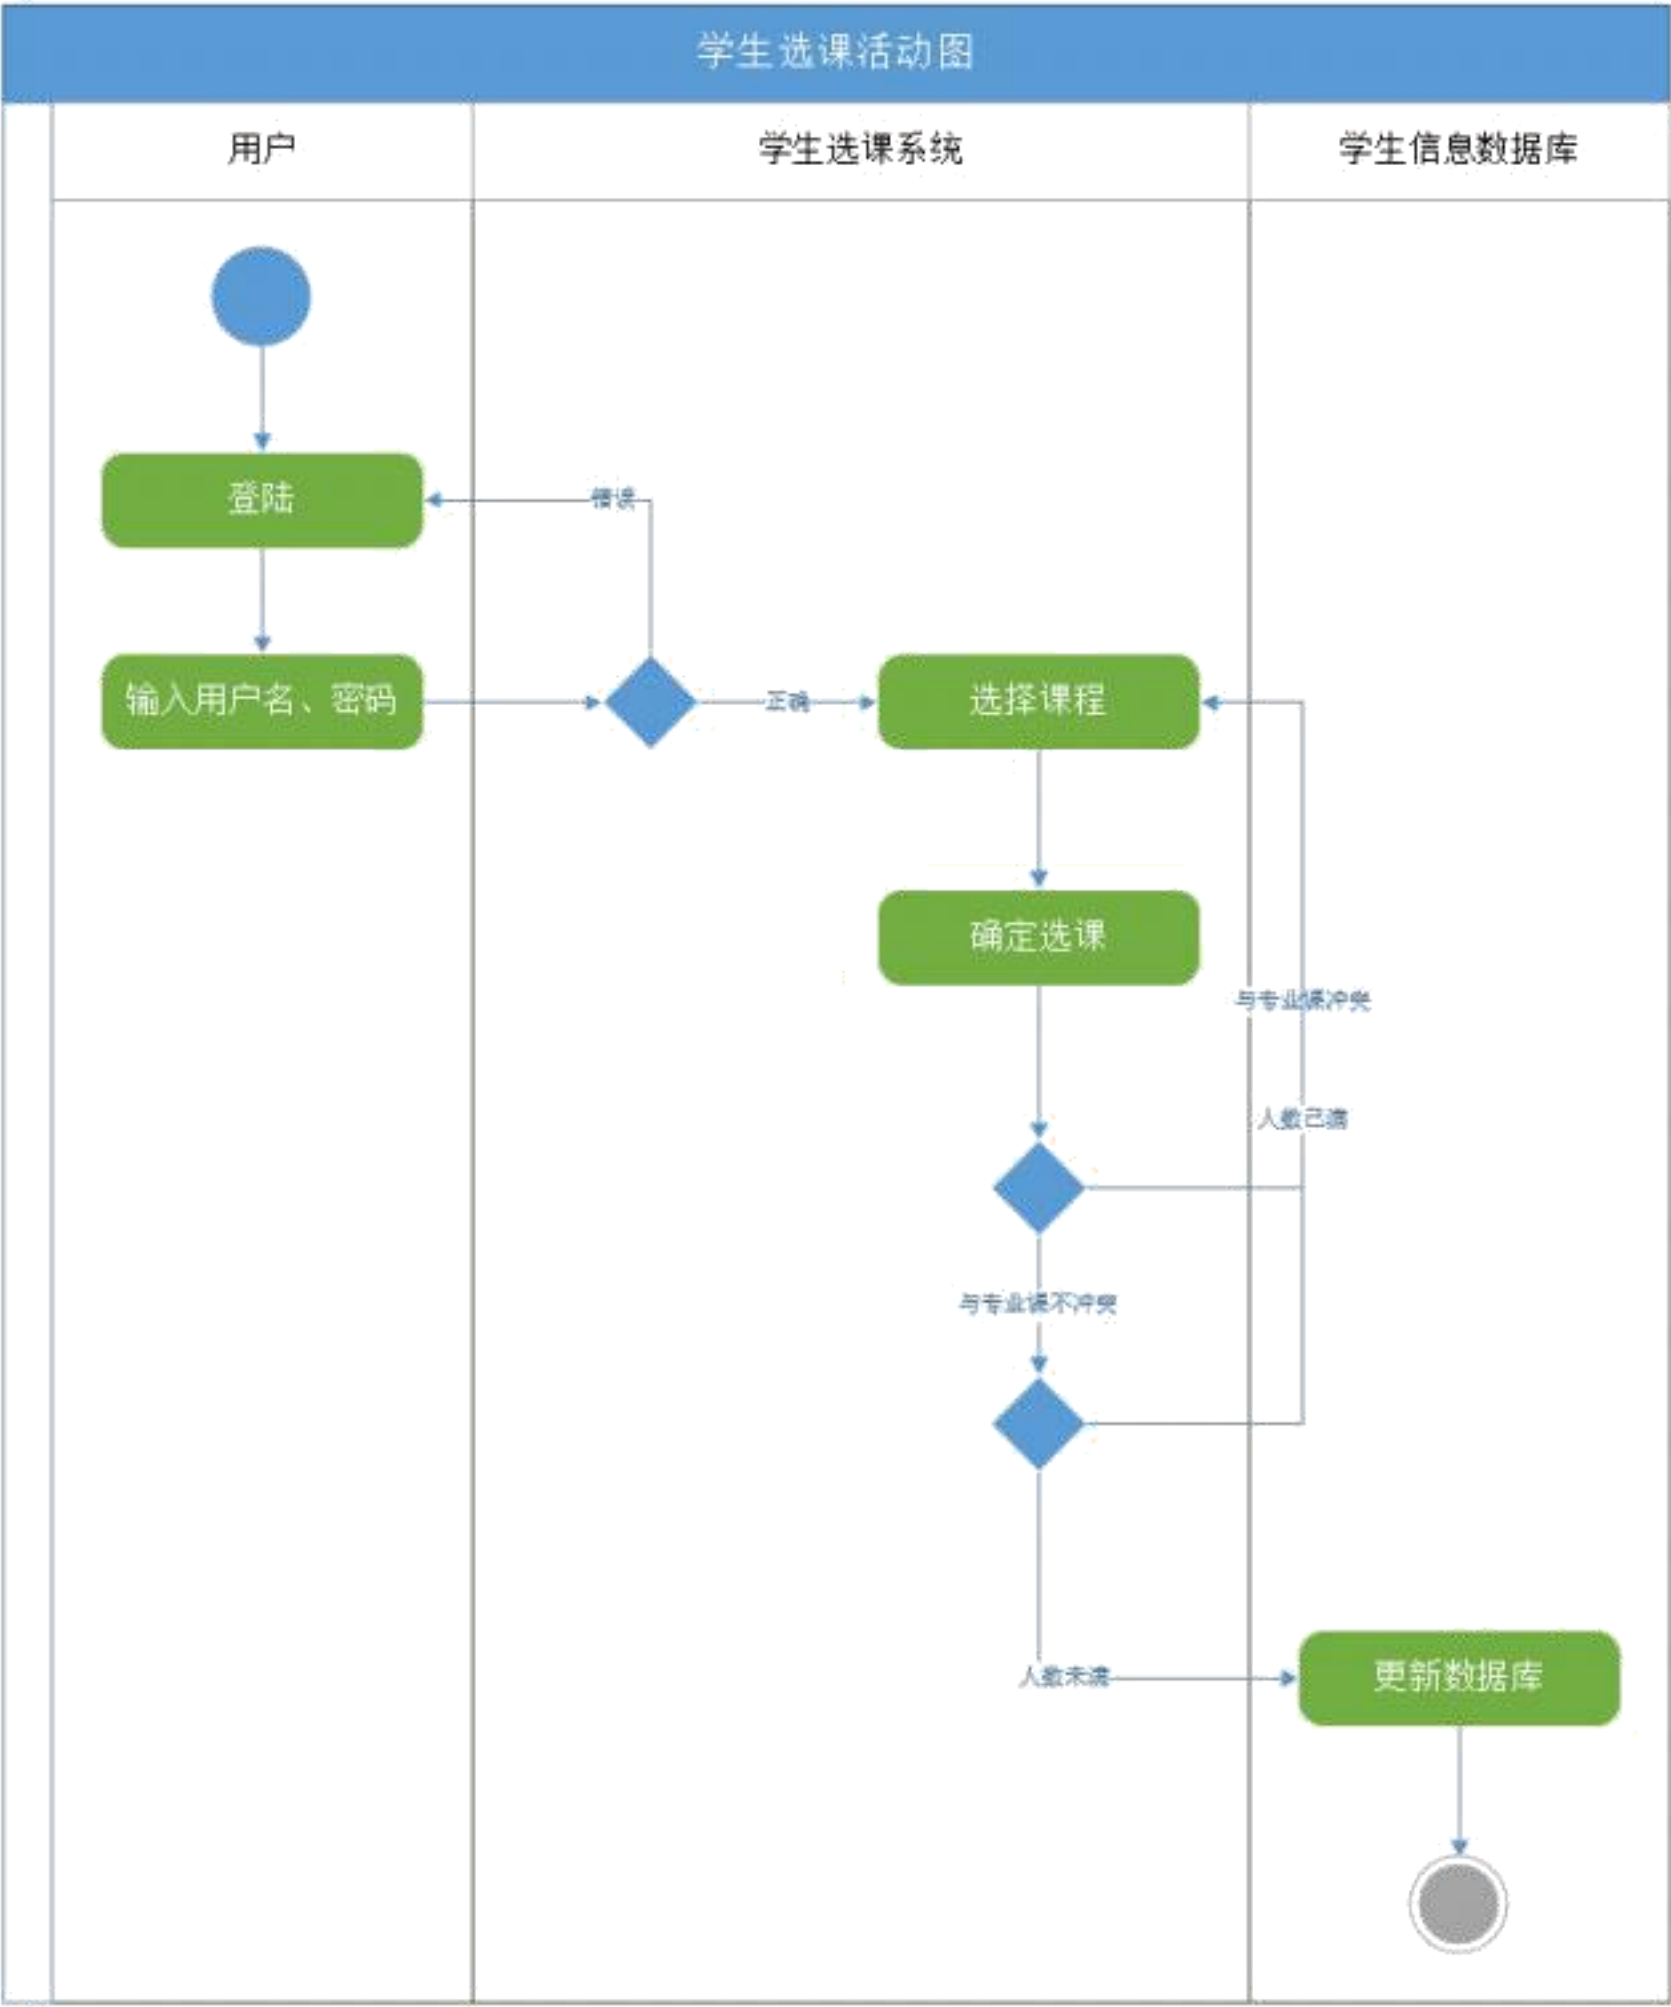 学生选课活动图
用户
学生选课系统
学生信息数据库
登陆
错误
输入用户名、密码
正确
选择课程
确定选课
与专业课冲突
人数已满
与专业课不冲突
人数未满
更新数据库